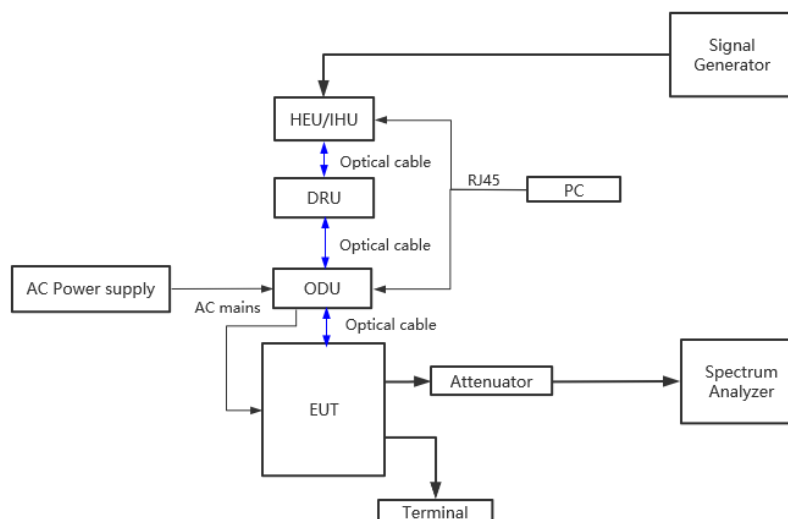 Signal
Generator
HEU/IHU
Optical cable
RJ45
PC
DRU
Optical cable
AC Power supply
ODU
AC mains
Optical cable
EUT
Attenuator
Spectrum
Analyzer
Terminal